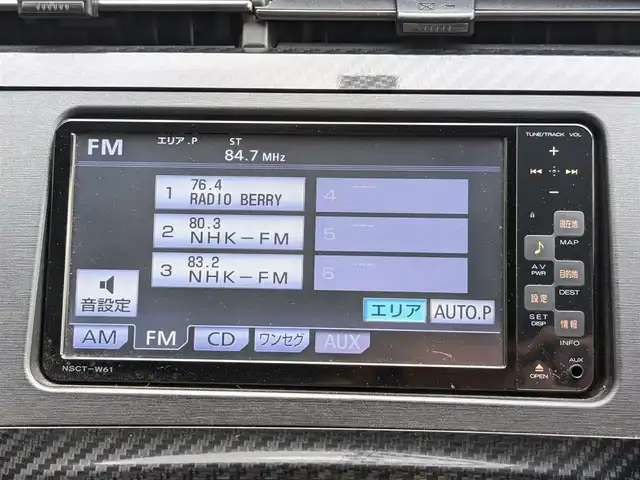 FM
エリア.P
ST
84.7 MHz
1 76.4 RADIO BERRY
2 80.3 NHK-FM
3 83.2 NHK-FM
4 ---
5 ---
6 ---
音設定
エリア
AUTO.P
AM
FM
CD
ワンセグ
AUX
NSCT-W61
TUNE/TRACK VOL
+
−
現在地
MAP
AV
PWR
目的地
DEST
設定
SET
DISP
情報
INFO
OPEN
AUX